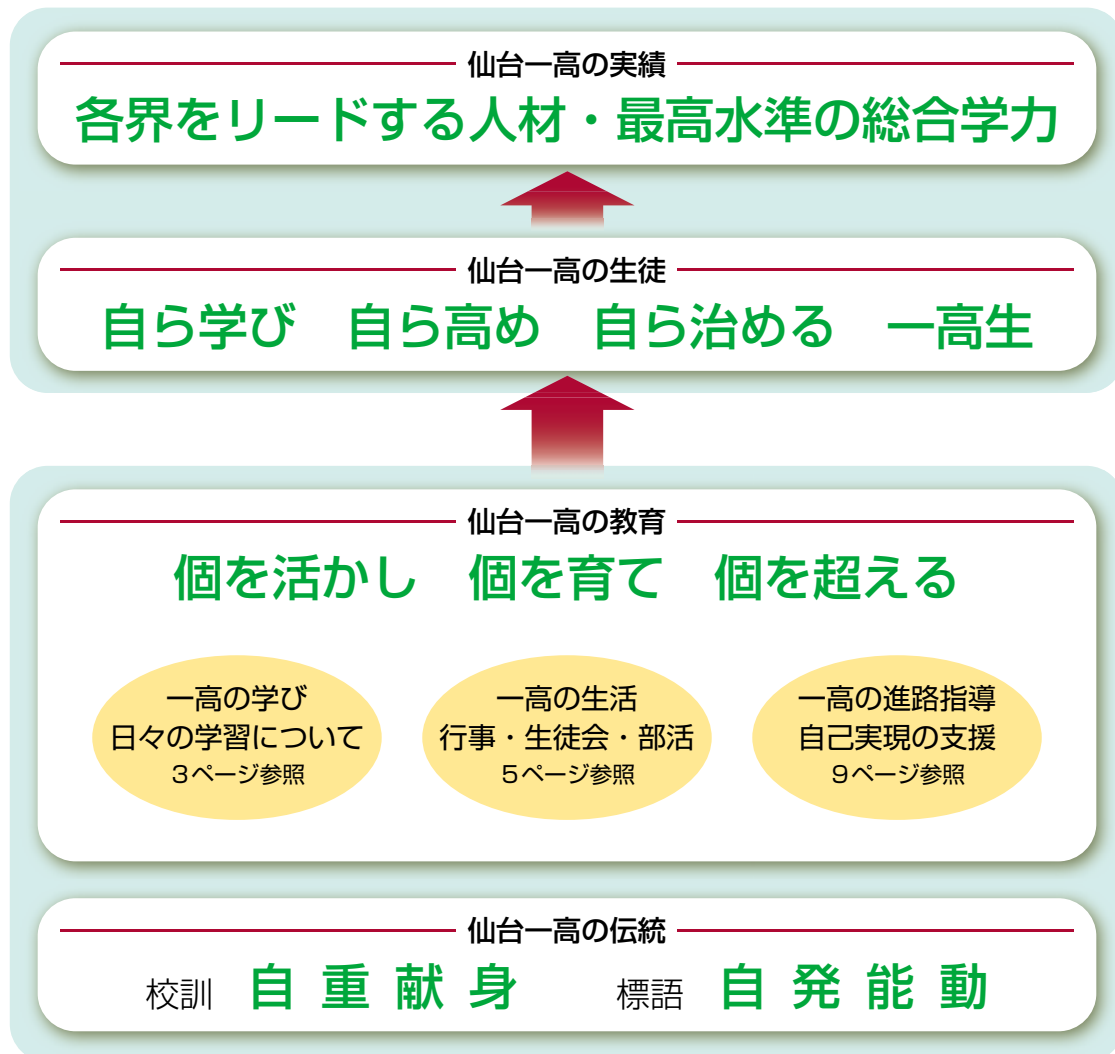 仙台一高の実績
各界をリードする人材・最高水準の総合学力
仙台一高の生徒
自ら学び　自ら高め　自ら治める　一高生
仙台一高の教育
個を活かし　個を育て　個を超える
一高の学び
日々の学習について
3ページ参照
一高の生活
行事・生徒会・部活
5ページ参照
一高の進路指導
自己実現の支援
9ページ参照
仙台一高の伝統
校訓　自重献身　標語　自発能動